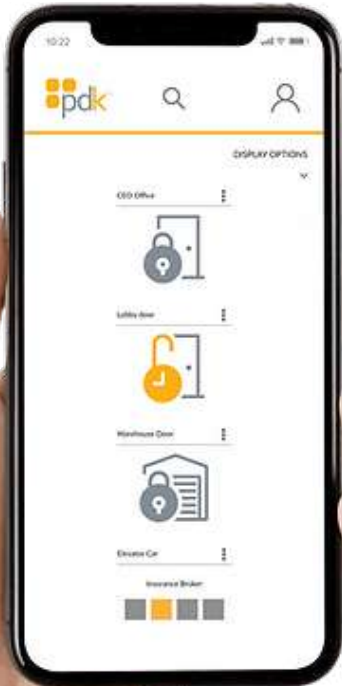 10:22
pdk
DISPLAY OPTIONS
CEO Office
Lobby door
Warehouse Door
Elevator Car
Insurance Broker